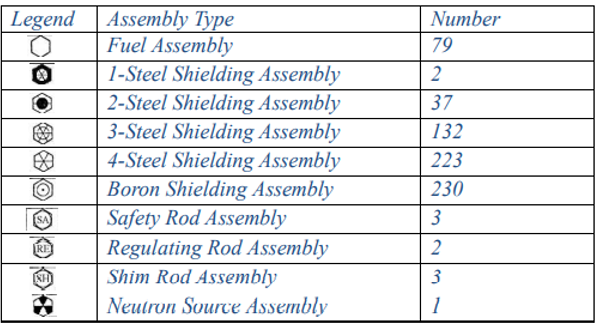 Legend Assembly Type Number
Fuel Assembly 79
1-Steel Shielding Assembly 2
2-Steel Shielding Assembly 37
3-Steel Shielding Assembly 132
4-Steel Shielding Assembly 223
Boron Shielding Assembly 230
SA Safety Rod Assembly 3
RE Regulating Rod Assembly 2
SH Shim Rod Assembly 3
Neutron Source Assembly 1